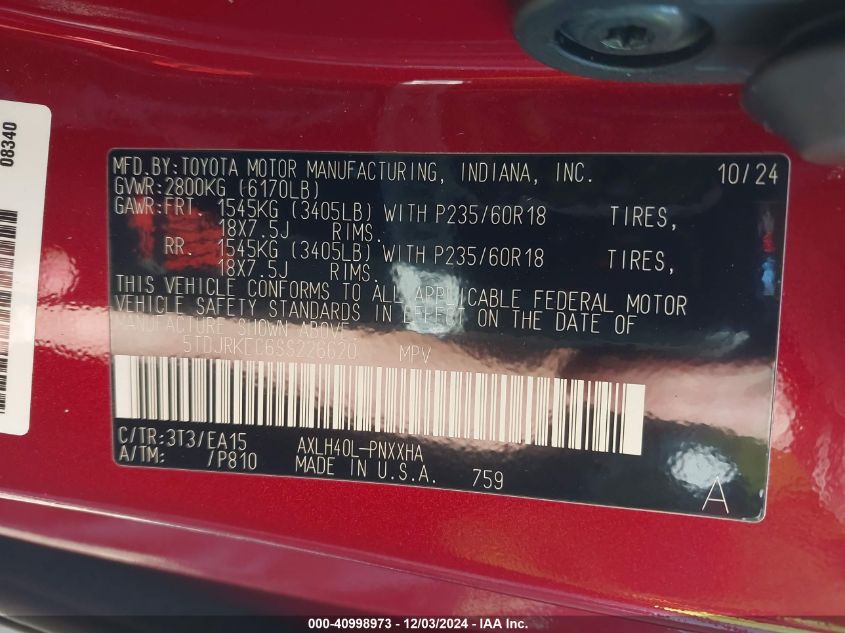 08340
MFD.BY:TOYOTA MOTOR MANUFACTURING, INDIANA, INC. 10/24
GVWR:2800KG (6170LB)
GAWR:FRT. 1545KG (3405LB) WITH P235/60R18 TIRES,
18X7.5J RIMS.
RR. 1545KG (3405LB) WITH P235/60R18 TIRES,
18X7.5J RIMS.
THIS VEHICLE CONFORMS TO ALL APPLICABLE FEDERAL MOTOR
VEHICLE SAFETY STANDARDS IN EFFECT ON THE DATE OF
MANUFACTURE SHOWN ABOVE.
5TDJRKEC6SS226620 MPV
C/TR:3T3/EA15 AXLH40L-PNXXHA
A/TM: /P810 MADE IN U.S.A. 759
A
000-40998973 - 12/03/2024 - IAA Inc.